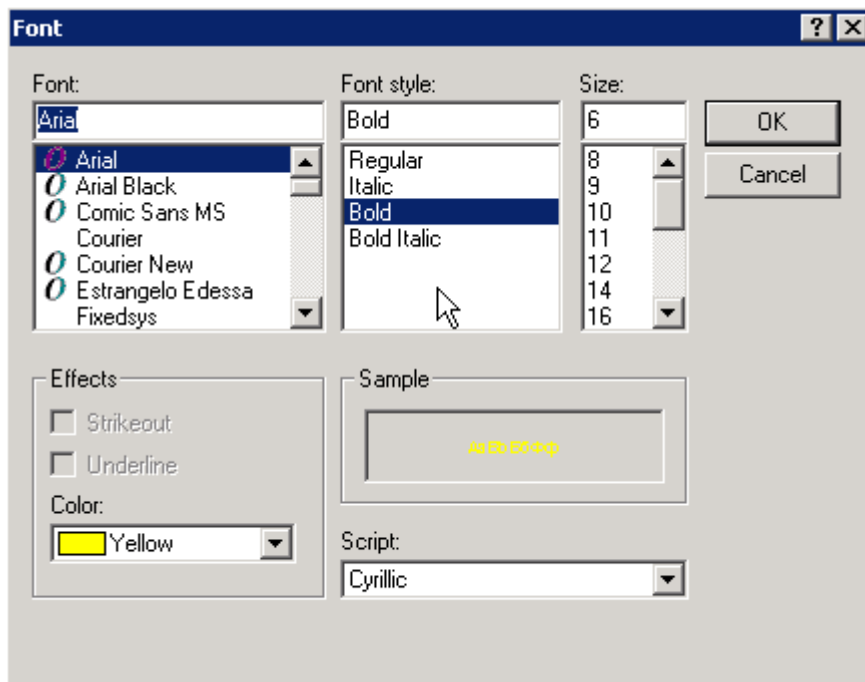 Font
Font:
Arial
Arial
Arial Black
Comic Sans MS
Courier
Courier New
Estrangelo Edessa
Fixedsys
Font style:
Bold
Regular
Italic
Bold
Bold Italic
Size:
6
8
9
10
11
12
14
16
OK
Cancel
Effects
Strikeout
Underline
Color:
Yellow
Sample
AaBbБбФф
Script:
Cyrillic